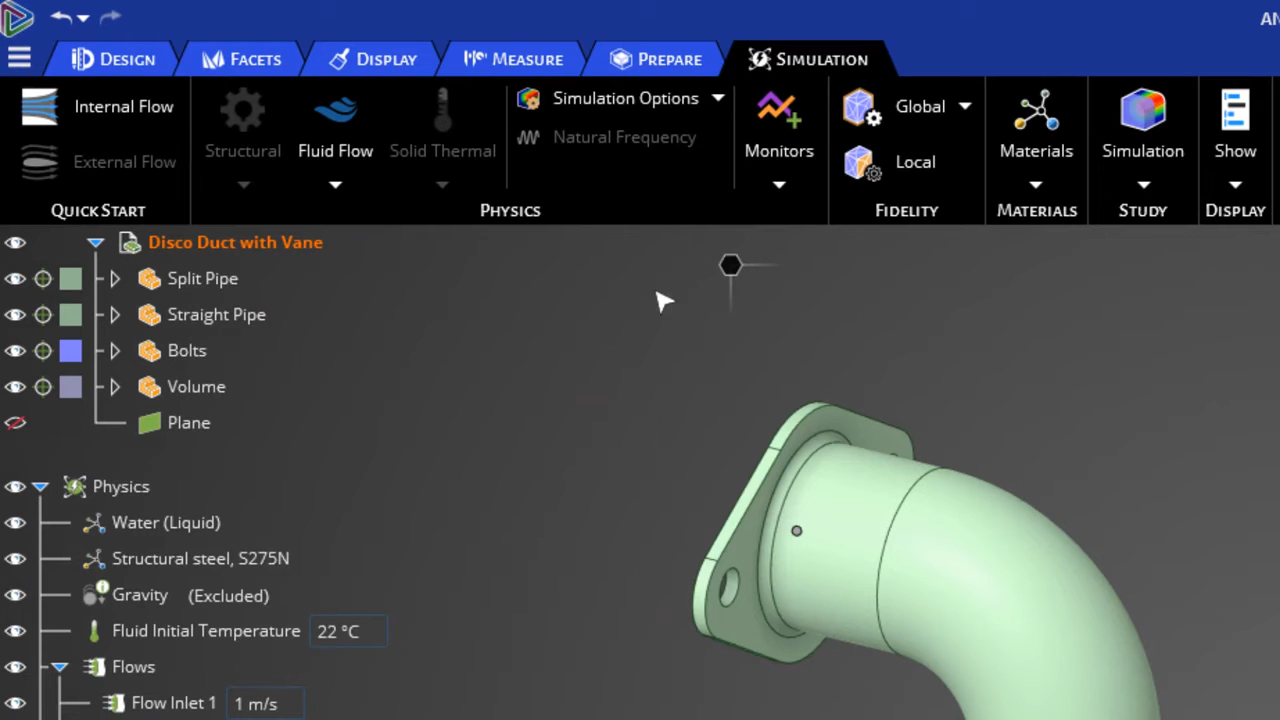 AN
DESIGN FACETS DISPLAY MEASURE PREPARE SIMULATION
Internal Flow
External Flow
QUICK START
Structural Fluid Flow Solid Thermal
Simulation Options
Natural Frequency
PHYSICS
Monitors
Global
Local
FIDELITY
Materials
MATERIALS
Simulation
STUDY
Show
DISPLAY
Disco Duct with Vane
Split Pipe
Straight Pipe
Bolts
Volume
Plane
Physics
Water (Liquid)
Structural steel, S275N
Gravity (Excluded)
Fluid Initial Temperature 22 °C
Flows
Flow Inlet 1 1 m/s